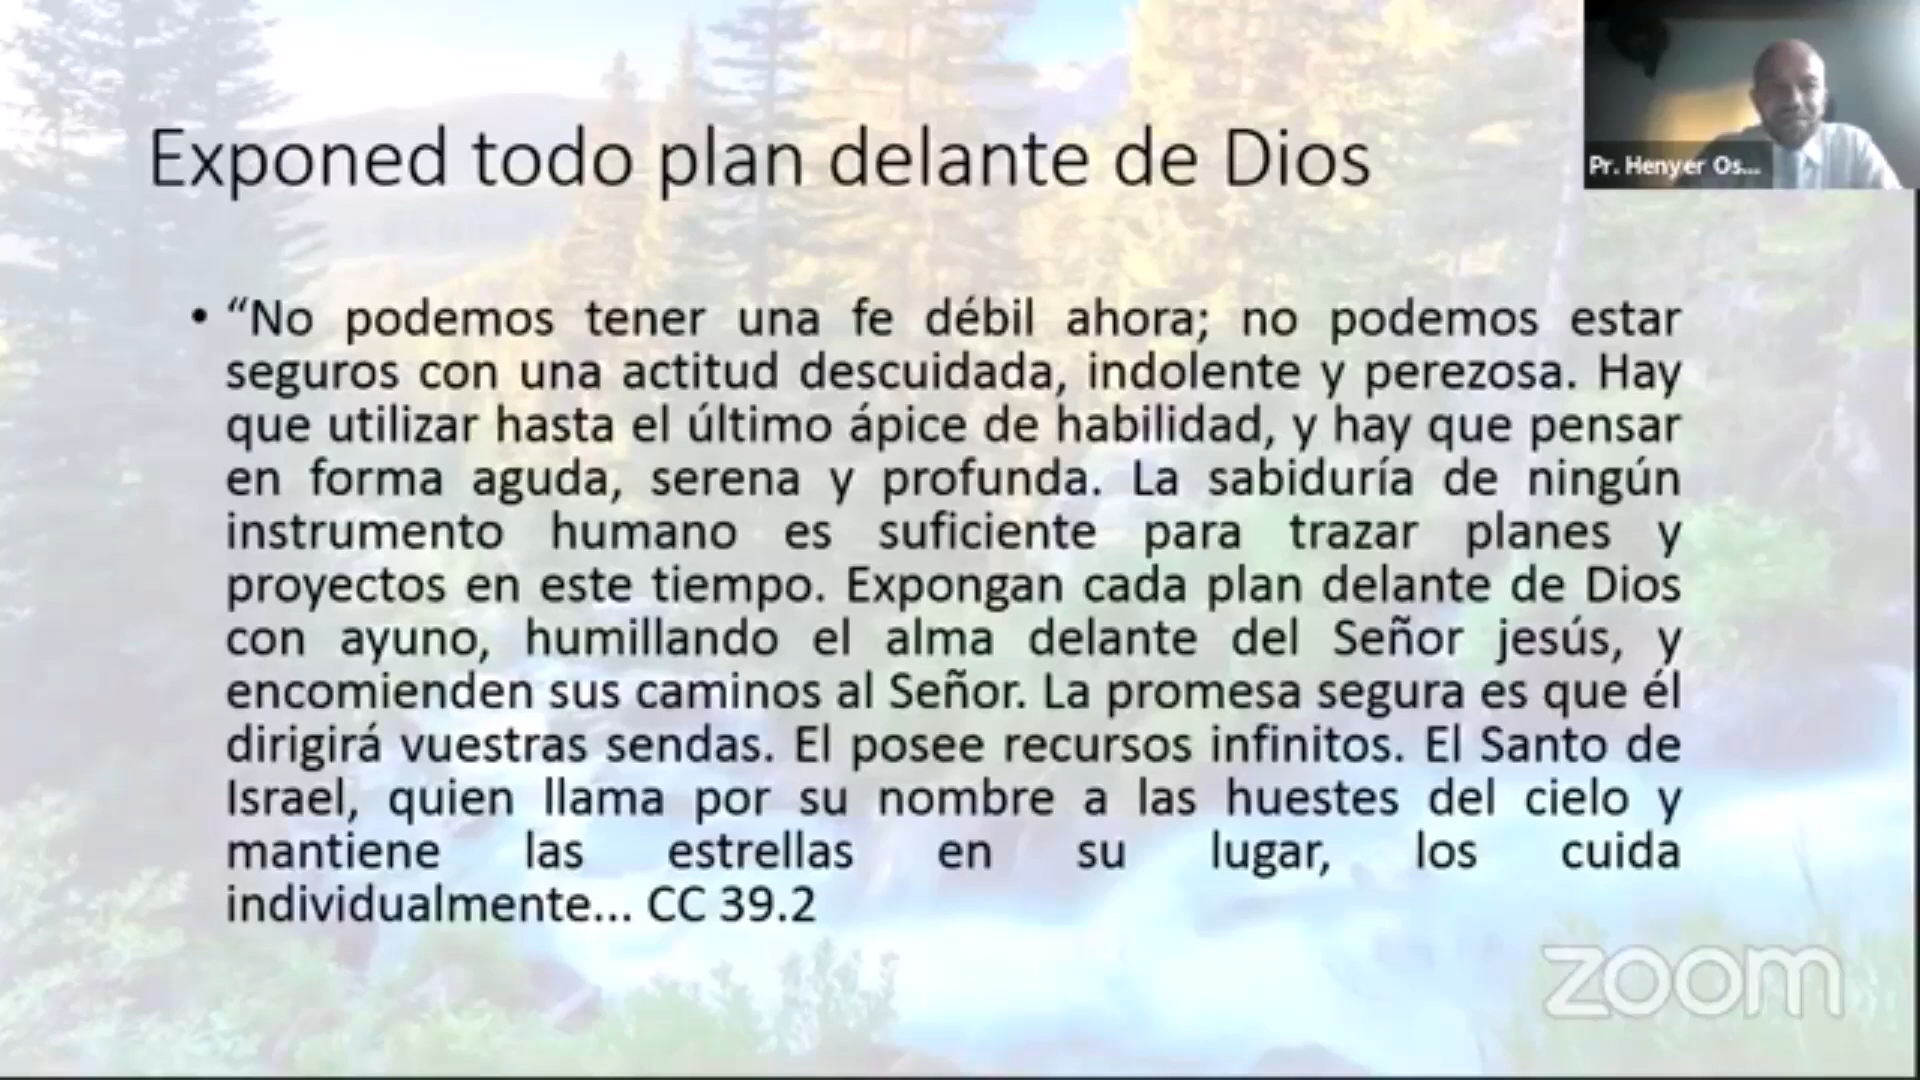 Exponed todo plan delante de Dios
Pr. Henyer Os...
• “No podemos tener una fe débil ahora; no podemos estar
seguros con una actitud descuidada, indolente y perezosa. Hay
que utilizar hasta el último ápice de habilidad, y hay que pensar
en forma aguda, serena y profunda. La sabiduría de ningún
instrumento humano es suficiente para trazar planes y
proyectos en este tiempo. Expongan cada plan delante de Dios
con ayuno, humillando el alma delante del Señor jesús, y
encomienden sus caminos al Señor. La promesa segura es que él
dirigirá vuestras sendas. El posee recursos infinitos. El Santo de
Israel, quien llama por su nombre a las huestes del cielo y
mantiene las estrellas en su lugar, los cuida
individualmente... CC 39.2
zoom